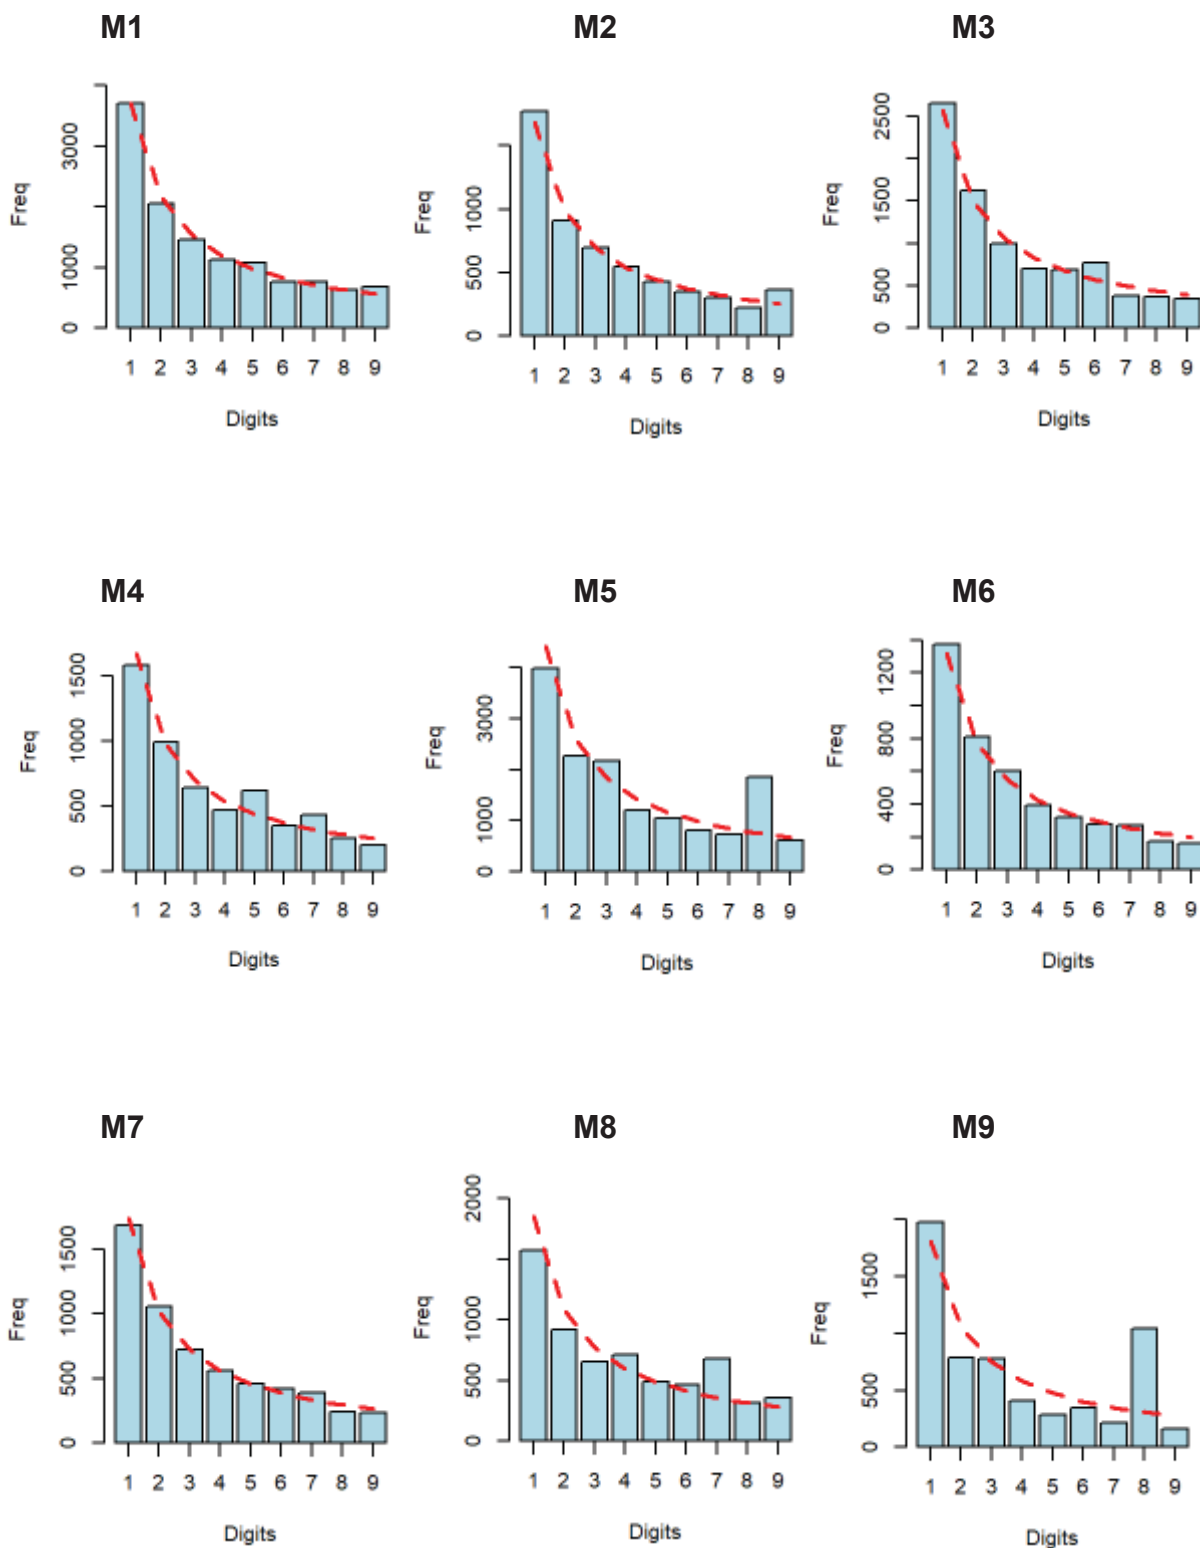 M1 M2 M3
Freq 0 1000 3000
1 2 3 4 5 6 7 8 9
Digits
Freq 0 500 1000
1 2 3 4 5 6 7 8 9
Digits
Freq 0 500 1500 2500
1 2 3 4 5 6 7 8 9
Digits
M4 M5 M6
Freq 0 500 1000 1500
1 2 3 4 5 6 7 8 9
Digits
Freq 0 1000 3000
1 2 3 4 5 6 7 8 9
Digits
Freq 0 400 800 1200
1 2 3 4 5 6 7 8 9
Digits
M7 M8 M9
Freq 0 500 1000 1500
1 2 3 4 5 6 7 8 9
Digits
Freq 0 500 1000 2000
1 2 3 4 5 6 7 8 9
Digits
Freq 0 500 1500
1 2 3 4 5 6 7 8 9
Digits